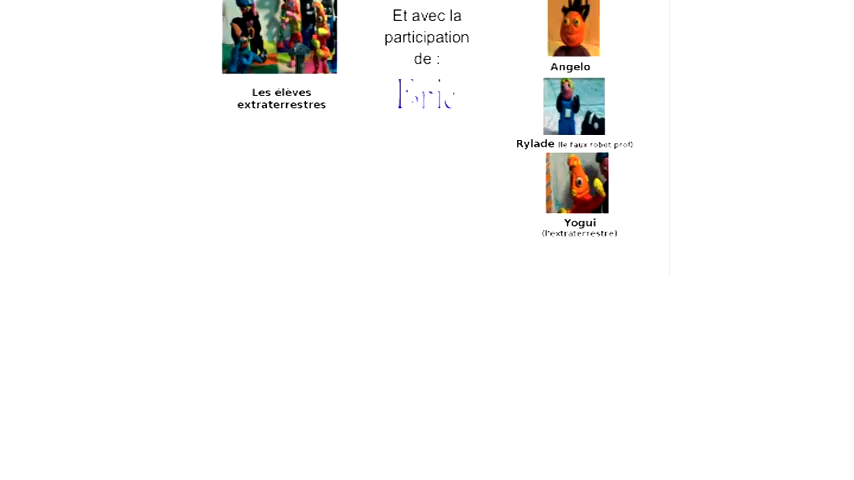 Les élèves
extraterrestres
Et avec la
participation
de :
Eric
Angelo
Rylade (le faux robot prof)
Yogui
(l'extraterrestre)